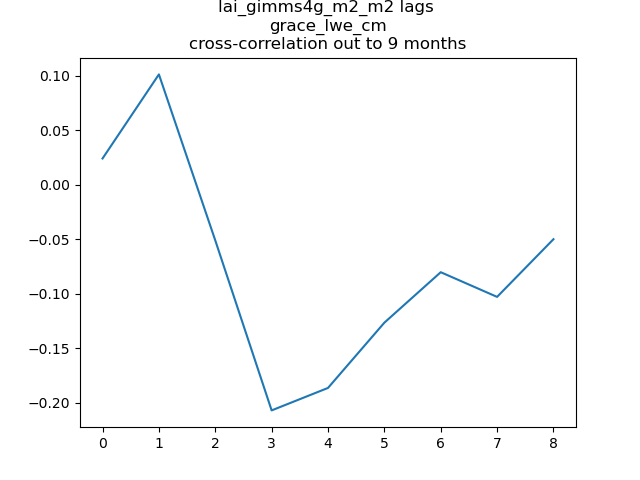 lai_gimms4g_m2_m2 lags
grace_lwe_cm
cross-correlation out to 9 months
0.10
0.05
0.00
−0.05
−0.10
−0.15
−0.20
0 1 2 3 4 5 6 7 8